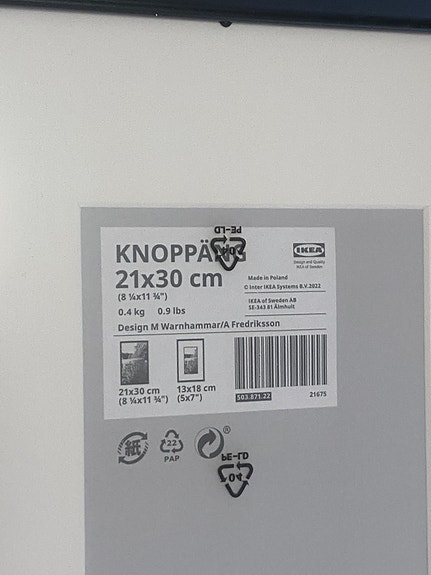 PE-LD
04
KNOPPÄNG
21x30 cm
(8 ¼x11 ¾")
0.4 kg 0.9 lbs
Design M Warnhammar/A Fredriksson
IKEA
Design and Quality
IKEA of Sweden
Made in Poland
© Inter IKEA Systems B.V. 2022
IKEA of Sweden AB
SE-343 81 Älmhult
21x30 cm
(8 ¼x11 ¾")
13x18 cm
(5x7")
503.871.22
21675
紙
22
PAP
®
PE-LD
04